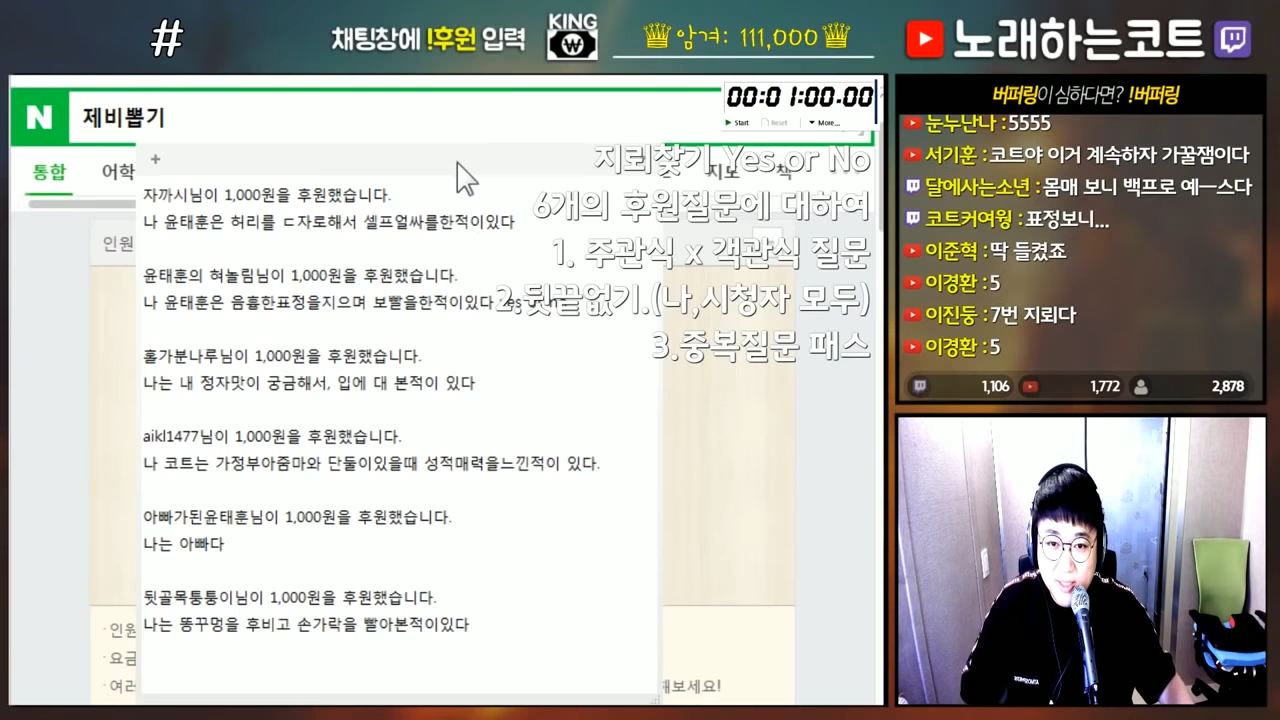 #
채팅창에 !후원 입력
KING
암겨: 111,000
노래하는코트
N 제비뽑기
00:01:00.00
Start Reset More...
통합 어학
지뢰찾기 Yes or No
6개의 후원질문에 대하여
1. 주관식 x 객관식 질문
2.뒷끝없기.(나,시청자 모두)
3.중복질문 패스
인원
+
자까시님이 1,000원을 후원했습니다.
나 윤태훈은 허리를 ㄷ자로해서 셀프얼싸를한적이있다
윤태훈의 혀놀림님이 1,000원을 후원했습니다.
나 윤태훈은 음흉한표정을지으며 보빨을한적이있다
홀가분나루님이 1,000원을 후원했습니다.
나는 내 정자맛이 궁금해서, 입에 대 본적이 있다
aikl1477님이 1,000원을 후원했습니다.
나 코트는 가정부아줌마와 단둘이있을때 성적매력을느낀적이 있다.
아빠가된윤태훈님이 1,000원을 후원했습니다.
나는 아빠다
뒷골목통통이님이 1,000원을 후원했습니다.
나는 똥꾸멍을 후비고 손가락을 빨아본적이있다
· 인원
· 요금
· 여러
해보세요!
버퍼링이 심하다면? !버퍼링
눈누난나 : 5555
서기훈 : 코트야 이거 계속하자 가꿀잼이다
달에사는소년 : 몸매 보니 백프로 예ㅡ스다
코트커여웡 : 표정보니...
이준혁 : 딱 들켰죠
이경환 : 5
이진둥 : 7번 지뢰다
이경환 : 5
1,106 1,772 2,878